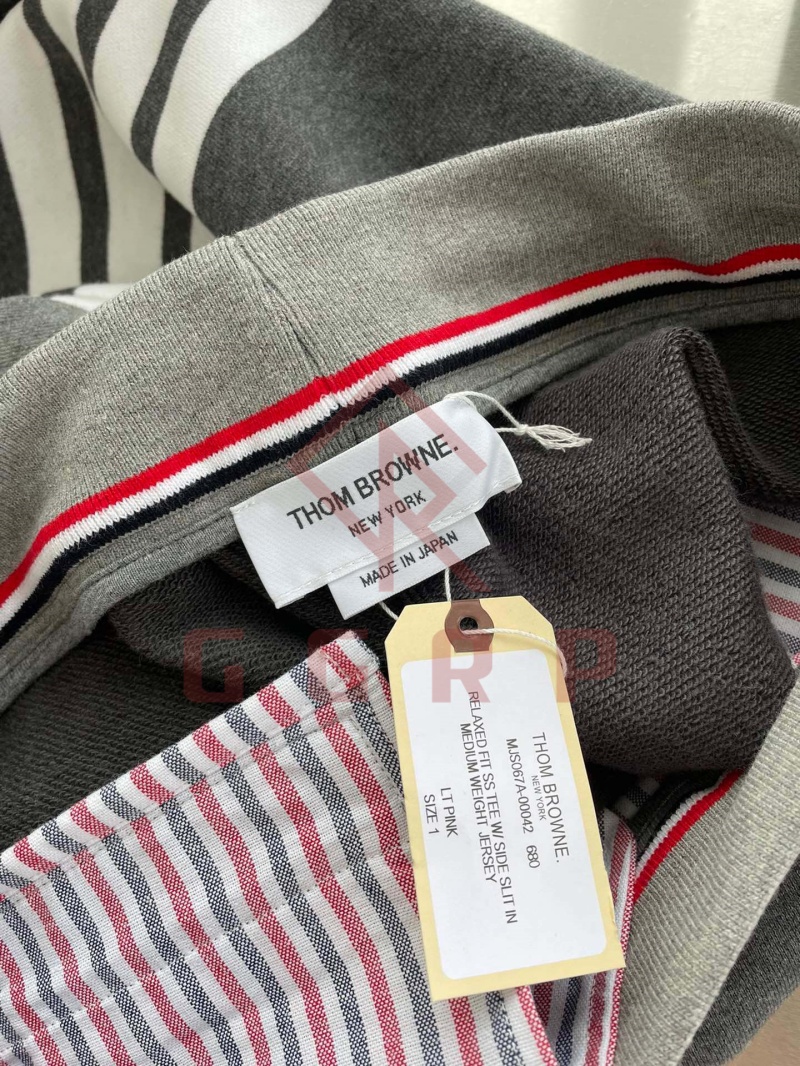 THOM BROWNE.
NEW YORK
MADE IN JAPAN
GGRP
THOM BROWNE.
NEW YORK
MJS067A-00042 680
RELAXED FIT SS TEE W/ SIDE SLIT IN
MEDIUM WEIGHT JERSEY
LT PINK
SIZE 1